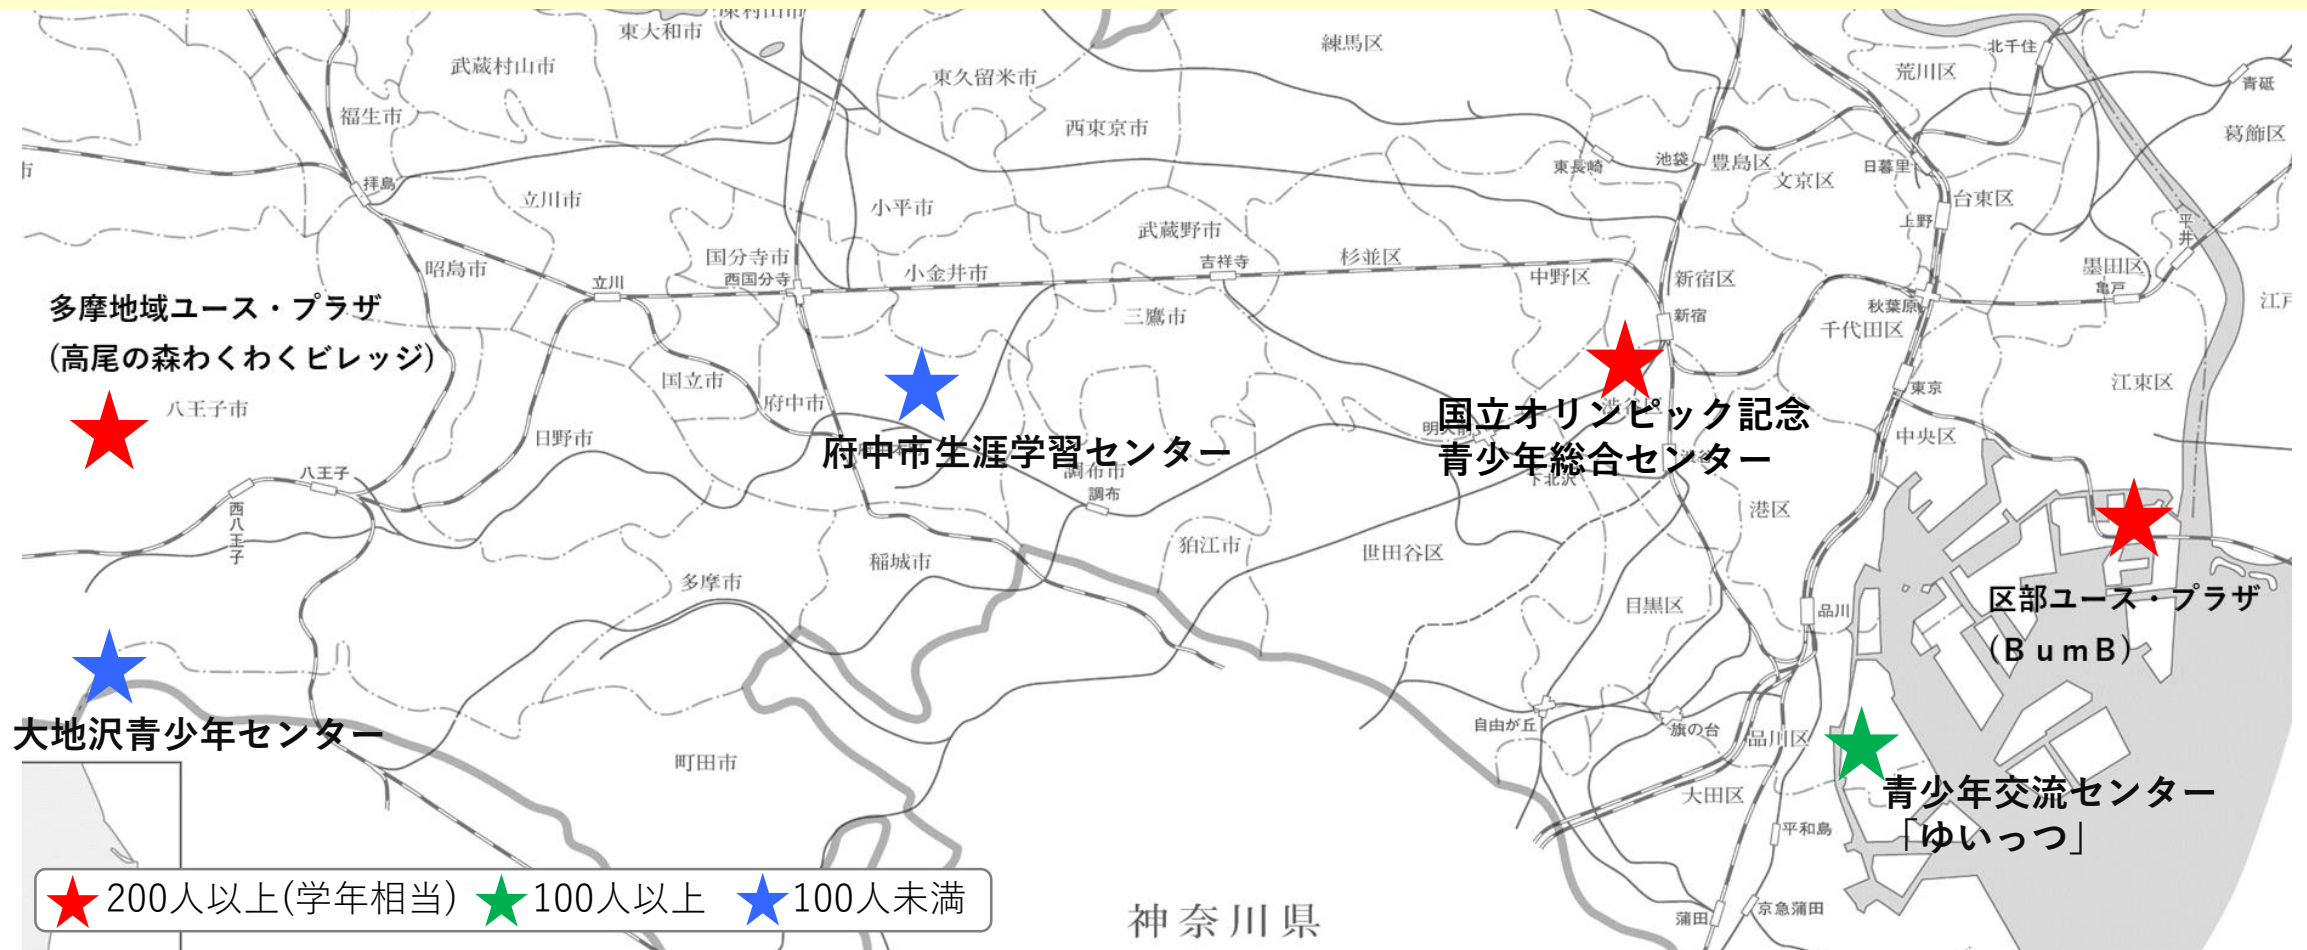 東大和市
練馬区
北千住
武蔵村山市
東久留米市
荒川区
青砥
福生市
西東京市
葛飾区
東長崎
池袋
豊島区
文京区
日暮里
拝島
立川市
小平市
台東区
上野
平井
武蔵野市
国分寺市
西国分寺
小金井市
吉祥寺
杉並区
中野区
新宿区
墨田区
亀戸
昭島市
立川
秋葉原
江戸
多摩地域ユース・プラザ
(高尾の森わくわくビレッジ)
三鷹市
新宿
千代田区
国立市
東京
江東区
八王子市
府中市
渋谷区
国立オリンピック記念
青少年総合センター
日野市
府中市生涯学習センター
中央区
調布市
調布
下北沢
八王子
西八王子
港区
狛江市
世田谷区
稲城市
多摩市
目黒区
品川
区部ユース・プラザ
(ＢｕｍＢ)
大地沢青少年センター
自由が丘
旗の台
品川区
町田市
大田区
青少年交流センター
「ゆいっつ」
平和島
200人以上(学年相当)
100人以上
100人未満
神奈川県
蒲田
京急蒲田